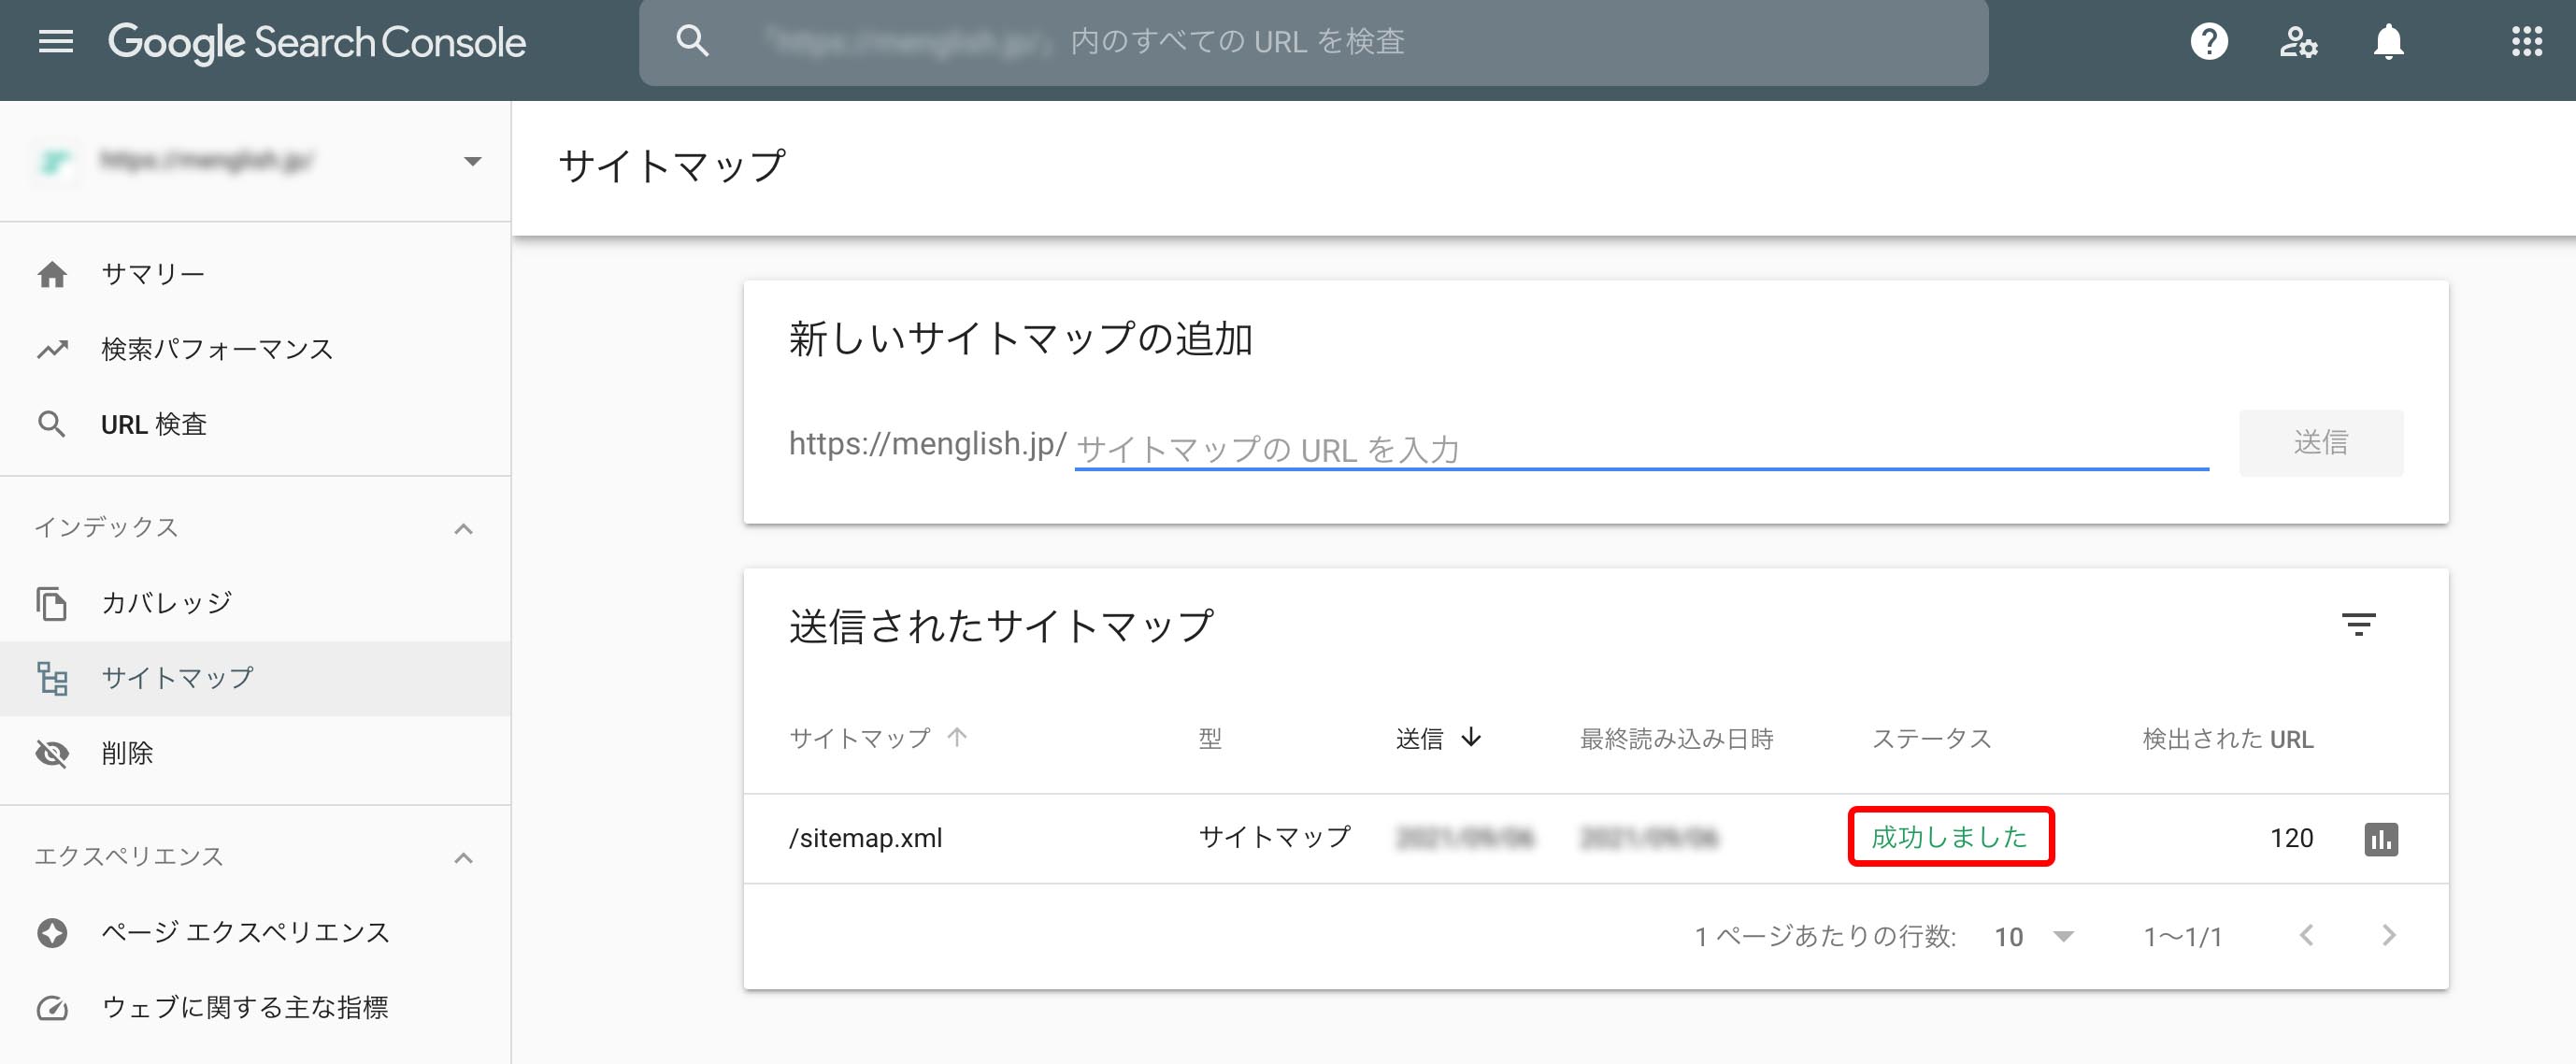 Google Search Console
内のすべての URL を検査
サマリー
検索パフォーマンス
URL 検査
インデックス
カバレッジ
サイトマップ
削除
エクスペリエンス
ページ エクスペリエンス
ウェブに関する主な指標
サイトマップ
新しいサイトマップの追加
https://menglish.jp/ サイトマップの URL を入力
送信
送信されたサイトマップ
サイトマップ 型 送信 最終読み込み日時 ステータス 検出された URL
/sitemap.xml サイトマップ 成功しました 120
1 ページあたりの行数: 10 1～1/1